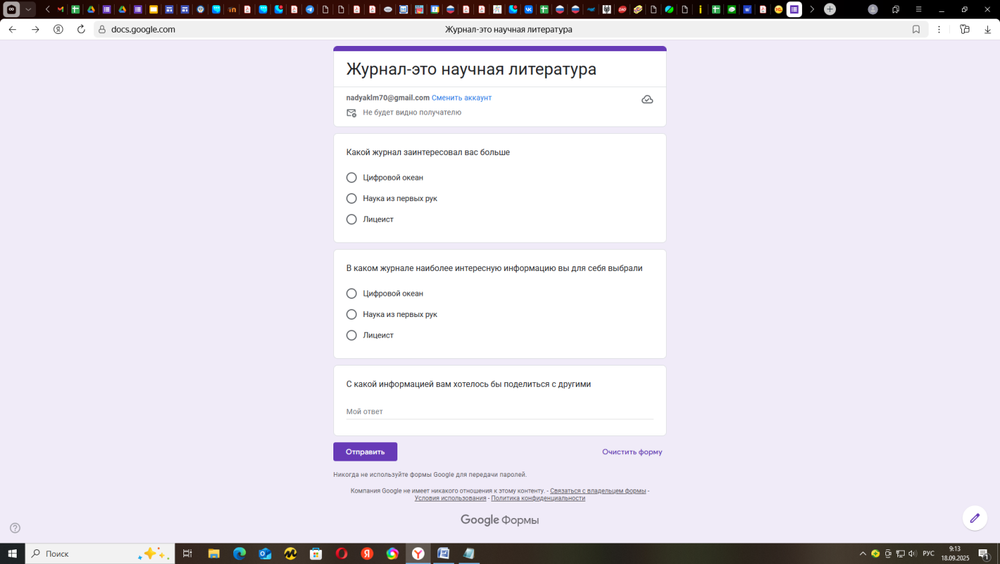 docs.google.com
Журнал-это научная литература
Журнал-это научная литература
nadyaklm70@gmail.com Сменить аккаунт
Не будет видно получателю
Какой журнал заинтересовал вас больше
Цифровой океан
Наука из первых рук
Лицеист
В каком журнале наиболее интересную информацию вы для себя выбрали
Цифровой океан
Наука из первых рук
Лицеист
С какой информацией вам хотелось бы поделиться с другими
Мой ответ
Отправить
Очистить форму
Никогда не используйте формы Google для передачи паролей.
Компания Google не имеет никакого отношения к этому контенту. - Связаться с владельцем формы -
Условия использования - Политика конфиденциальности
Google Формы
Поиск
РУС
9:13
18.09.2025